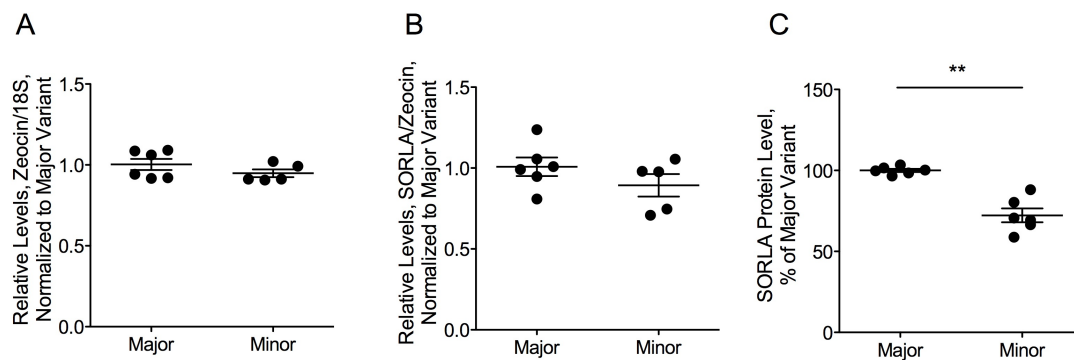 A
Relative Levels, Zeocin/18S,
Normalized to Major Variant
1.5
1.0
0.5
0.0
Major Minor
B
Relative Levels, SORLA/Zeocin,
Normalized to Major Variant
1.5
1.0
0.5
0.0
Major Minor
C
SORLA Protein Level,
% of Major Variant
**
150
100
50
0
Major Minor